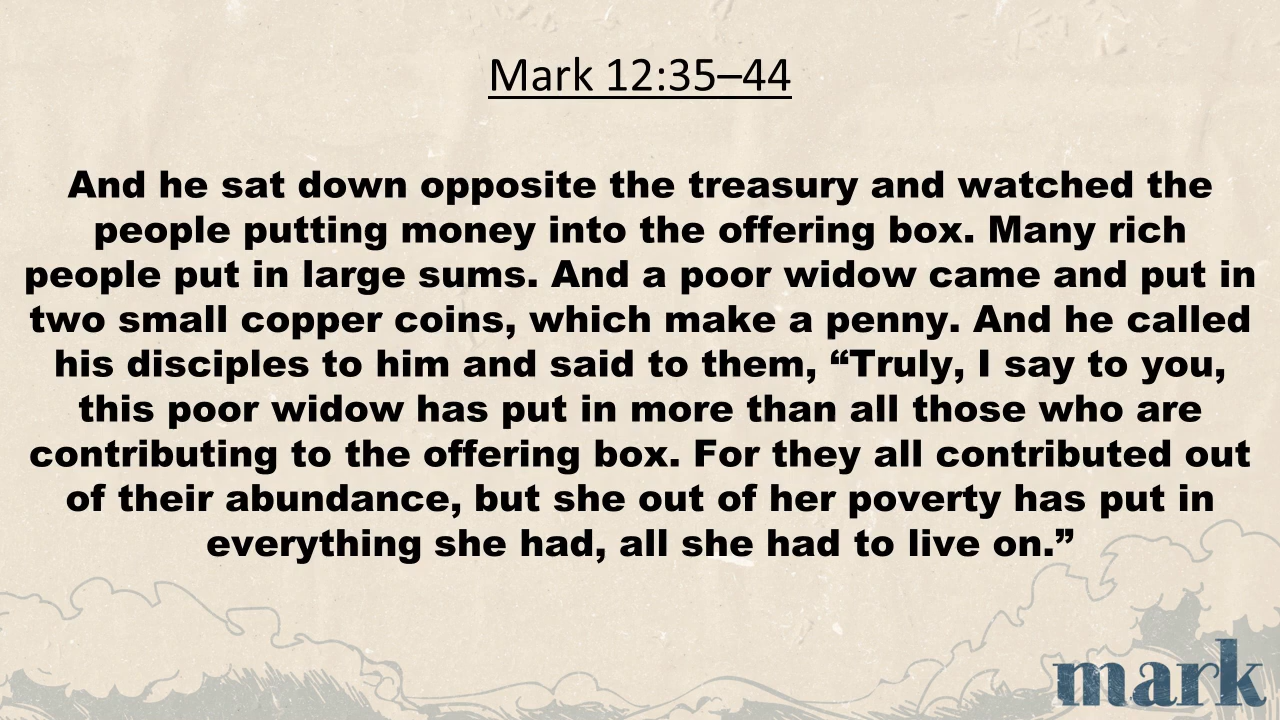 Mark 12:35–44
And he sat down opposite the treasury and watched the
people putting money into the offering box. Many rich
people put in large sums. And a poor widow came and put in
two small copper coins, which make a penny. And he called
his disciples to him and said to them, “Truly, I say to you,
this poor widow has put in more than all those who are
contributing to the offering box. For they all contributed out
of their abundance, but she out of her poverty has put in
everything she had, all she had to live on.”
mark